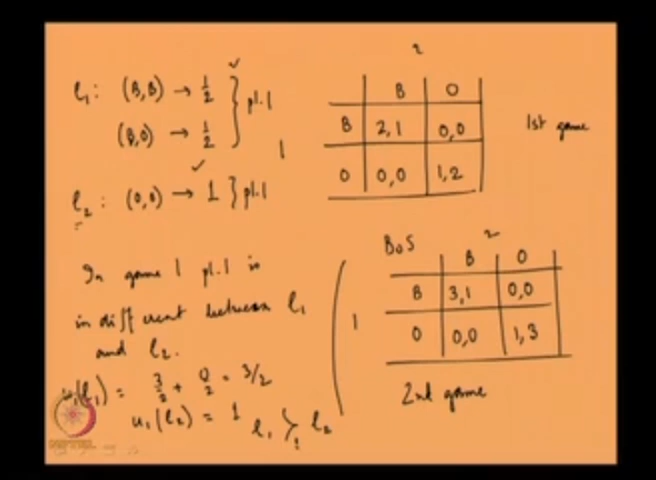 l₁: (B,B) → 1/2 } pl.1
(B,O) → 1/2
l₂: (O,O) → 1 } pl.1
In game 1 pl.1 is
indifferent between l₁
and l₂.
u₁(l₁) = 3/2 + 0/2 = 3/2
u₁(l₂) = 1 l₁ ≻₁ l₂
2
B O
1 B 2,1 0,0 1st game
O 0,0 1,2
BoS 2
B O
B 3,1 0,0
1 O 0,0 1,3
2nd game
NPTEL